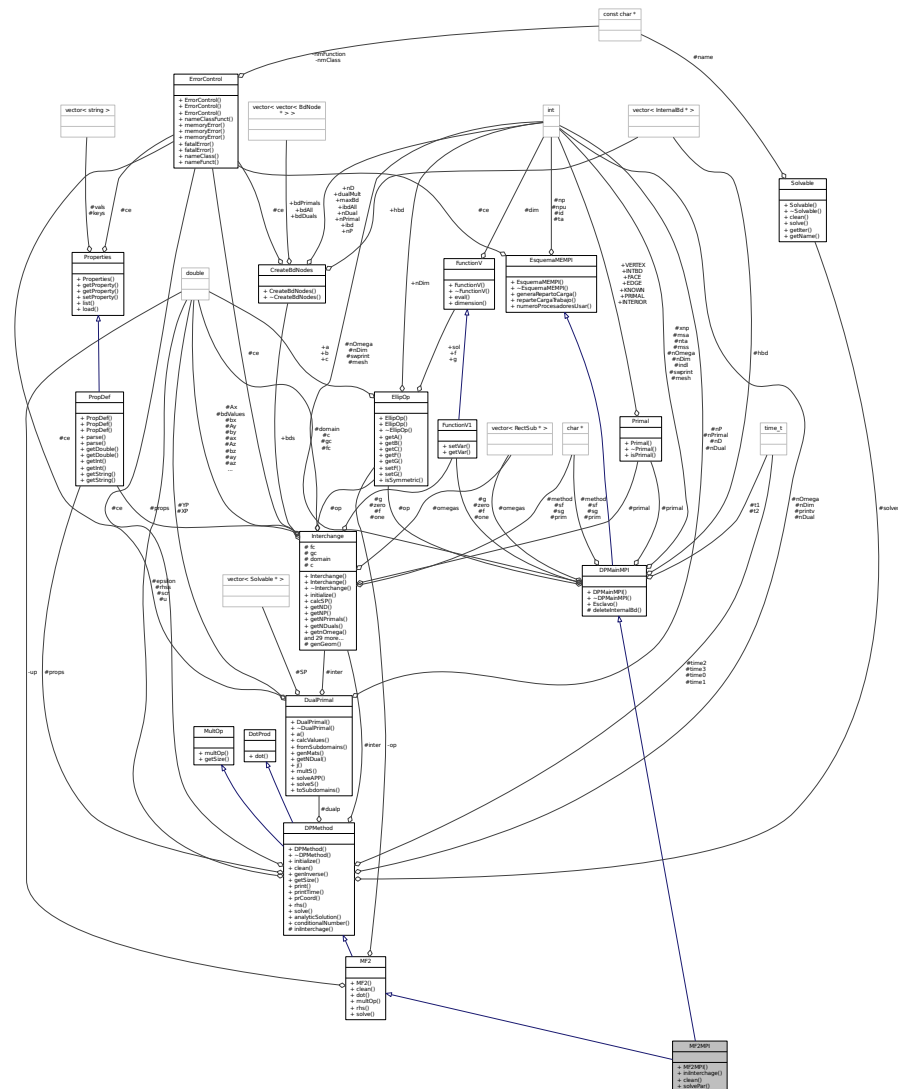 const char *
-nmFunction
-nmClass
#name
ErrorControl
+ ErrorControl()
+ ErrorControl()
+ ErrorControl()
+ nameClassFunct()
+ memoryError()
+ memoryError()
+ memoryError()
+ fatalError()
+ fatalError()
+ nameClass()
+ nameFunct()
vector< string >
vector< vector< BdNode
* > >
int
vector< InternalBd * >
Solvable
+ Solvable()
+ ~Solvable()
+ clean()
+ solve()
+ getIter()
+ getName()
#vals
#keys
#ce
#ce
+bdPrimals
+bdAll
+bdDuals
+nD
+dualMult
+maxBd
+ibdAll
+nDual
+nPrimal
+ibd
+nP
#hbd
#ce
#dim
#np
#npu
#id
#ta
Properties
+ Properties()
+ getProperty()
+ getProperty()
+ setProperty()
+ list()
+ load()
double
CreateBdNodes
+ CreateBdNodes()
+ ~CreateBdNodes()
+nDim
FunctionV
+ FunctionV()
+ ~FunctionV()
+ eval()
+ dimension()
EsquemaMEMPI
+ EsquemaMEMPI()
+ ~EsquemaMEMPI()
+ generaRepartoCarga()
+ reparteCargaTrabajo()
+ numeroProcesadoresUsar()
+VERTEX
+INTBD
+FACE
+EDGE
+KNOWN
+PRIMAL
+INTERIOR
#ce
+a
+b
+c
#nOmega
#nDim
#saprint
#mesh
+sol
+f
+g
#xnp
#msa
#nta
#mss
#nOmega
#nDim
#indl
#saprint
#mesh
#hbd
PropDef
+ PropDef()
+ PropDef()
+ PropDef()
+ parse()
+ parse()
+ getDouble()
+ getDouble()
+ getInt()
+ getInt()
+ getString()
+ getString()
#ce
#Ax
#bdValues
#bx
#Ay
#by
#ax
#Az
#bz
#ay
#az
...
+bds
#domain
#c
#gc
#fc
EllipOp
+ EllipOp()
+ EllipOp()
+ ~EllipOp()
+ getA()
+ getB()
+ getC()
+ getF()
+ getG()
+ setF()
+ setG()
+ isSymmetric()
FunctionV1
+ setVar()
+ getVar()
vector< RectSub * >
char *
Primal
+ Primal()
+ ~Primal()
+ isPrimal()
#nP
#nPrimal
#nD
#nDual
time_t
#ce
#props
#YP
#XP
#op
#g
#zero
#f
#one
#op
#omegas
#g
#zero
#f
#one
#omegas
#method
#sf
#sg
#prim
#method
#sf
#sg
#prim
#primal
#primal
#t1
#t2
#nOmega
#nDim
#printv
#nDual
#solver
#epsilon
#rhsa
#scr
#u
vector< Solvable * >
Interchange
# fc
# gc
# domain
# c
+ Interchange()
+ Interchange()
+ ~Interchange()
+ initialize()
+ calcSP()
+ getND()
+ getNP()
+ getNPrimals()
+ getNDuals()
+ getnOmega()
and 29 more...
# genGeom()
DPMainMPI
+ DPMainMPI()
+ ~DPMainMPI()
+ Esclavo()
# deleteInternalBd()
-up
#props
#SP
#inter
#time2
#time3
#time0
#time1
DualPrimal
+ DualPrimal()
+ ~DualPrimal()
+ a()
+ calcValues()
+ fromSubdomains()
+ genMats()
+ getNDual()
+ j()
+ multS()
+ solveAPP()
+ solveS()
+ toSubdomains()
MultOp
+ multOp()
+ getSize()
DotProd
+ dot()
#inter
-op
#dualp
DPMethod
+ DPMethod()
+ ~DPMethod()
+ initialize()
+ clean()
+ genInverse()
+ getSize()
+ print()
+ printTime()
+ prCoord()
+ rhs()
+ solve()
+ analyticSolution()
+ conditionalNumber()
# inInterchage()
MF2
+ MF2()
+ clean()
+ dot()
+ multOp()
+ rhs()
+ solve()
MF2MPI
+ MF2MPI()
+ inInterchage()
+ clean()
+ solvePar()